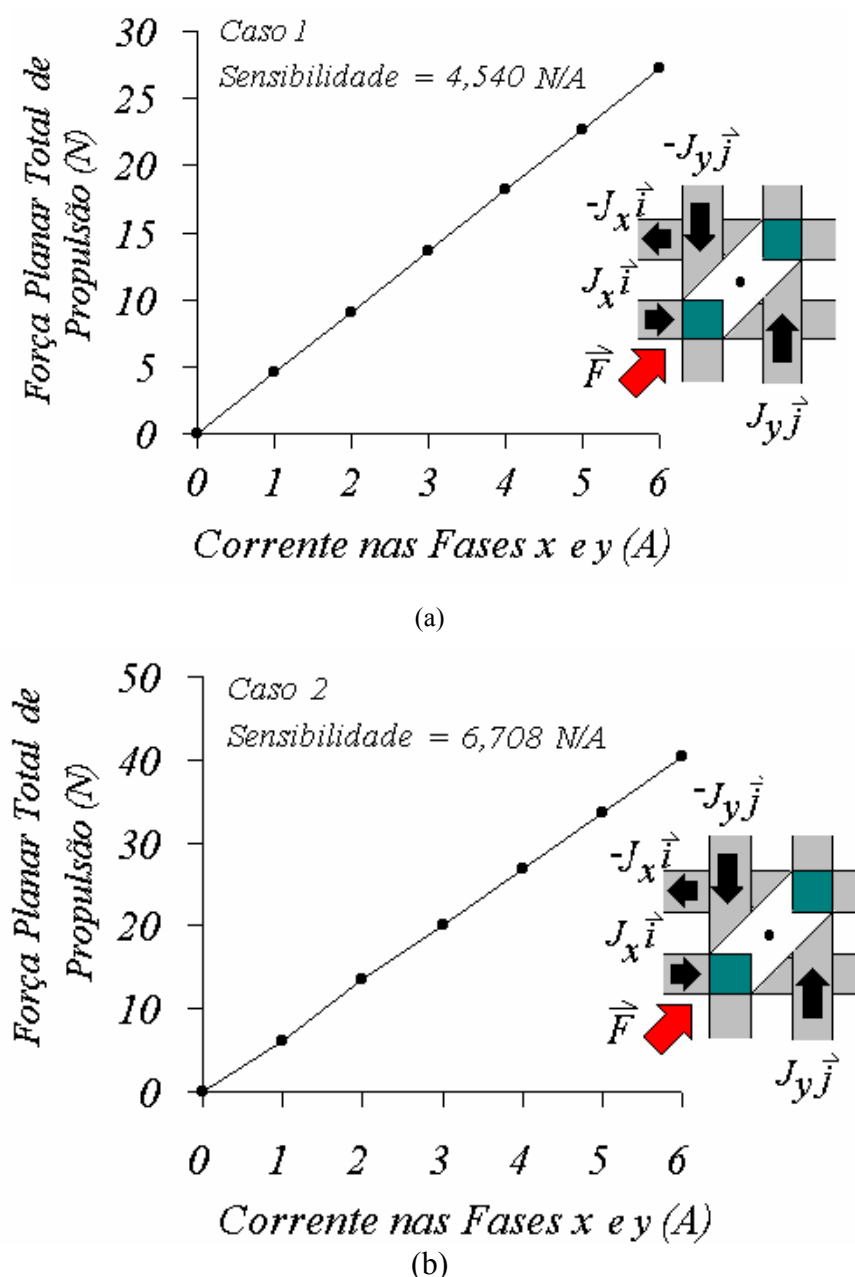 Caso 1
Sensibilidade = 4,540 N/A
Força Planar Total de
Propulsão (N)
30
25
20
15
10
5
0
0 1 2 3 4 5 6
Corrente nas Fases x e y (A)
-J_y j⃗
-J_x i⃗
J_x i⃗
F⃗
J_y j⃗
(a)
Caso 2
Sensibilidade = 6,708 N/A
Força Planar Total de
Propulsão (N)
50
40
30
20
10
0
0 1 2 3 4 5 6
Corrente nas Fases x e y (A)
-J_y j⃗
-J_x i⃗
J_x i⃗
F⃗
J_y j⃗
(b)